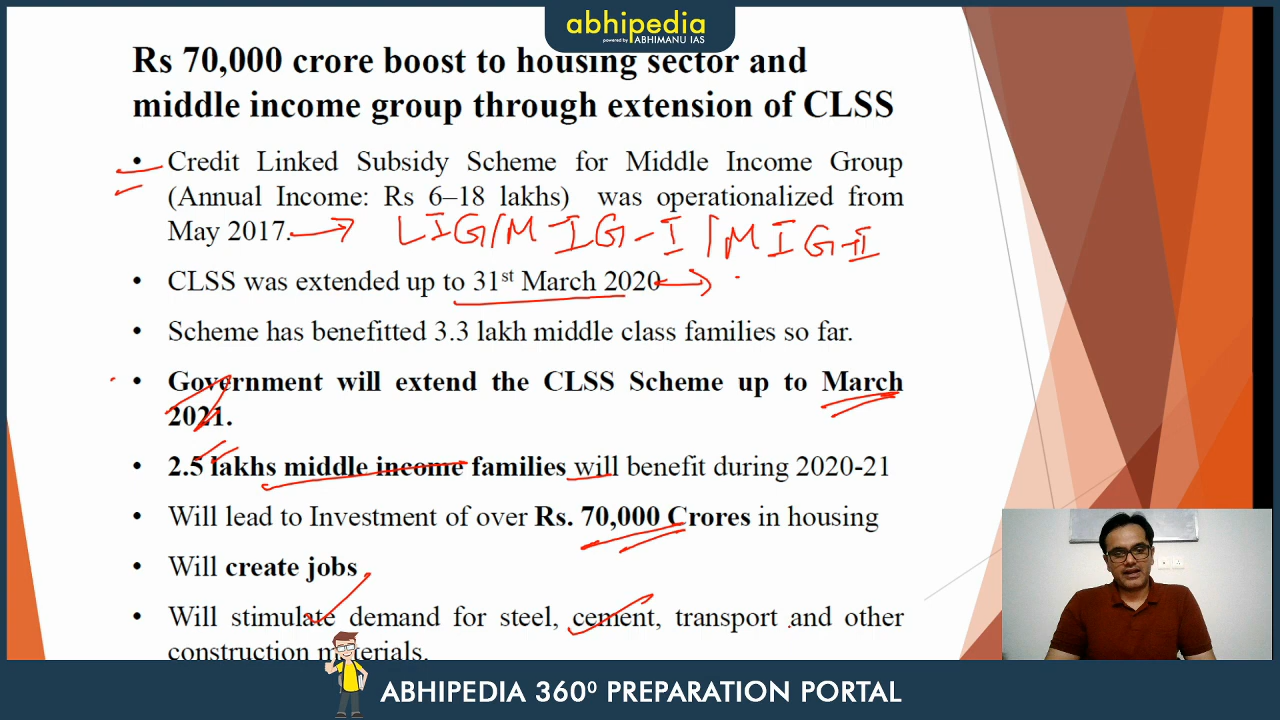 abhipedia
powered by ABHIMANU IAS
Rs 70,000 crore boost to housing sector and
middle income group through extension of CLSS
• Credit Linked Subsidy Scheme for Middle Income Group
(Annual Income: Rs 6–18 lakhs) was operationalized from
May 2017. → LIG/MIG-I/MIG-II
• CLSS was extended up to 31st March 2020 →
• Scheme has benefitted 3.3 lakh middle class families so far.
• Government will extend the CLSS Scheme up to March
2021.
• 2.5 lakhs middle income families will benefit during 2020-21
• Will lead to Investment of over Rs. 70,000 Crores in housing
• Will create jobs
• Will stimulate demand for steel, cement, transport and other
construction materials.
ABHIPEDIA 360⁰ PREPARATION PORTAL